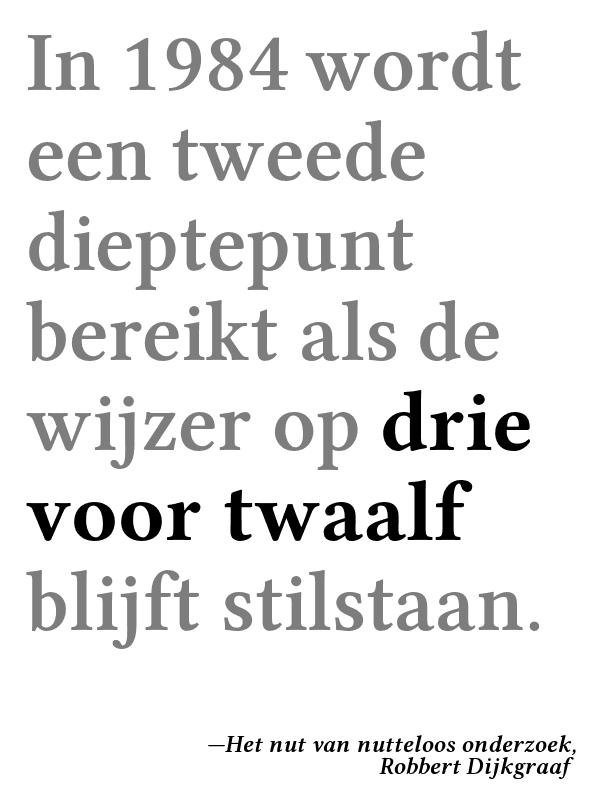 In 1984 wordt
een tweede
dieptepunt
bereikt als de
wijzer op drie
voor twaalf
blijft stilstaan.
—Het nut van nutteloos onderzoek,
Robbert Dijkgraaf